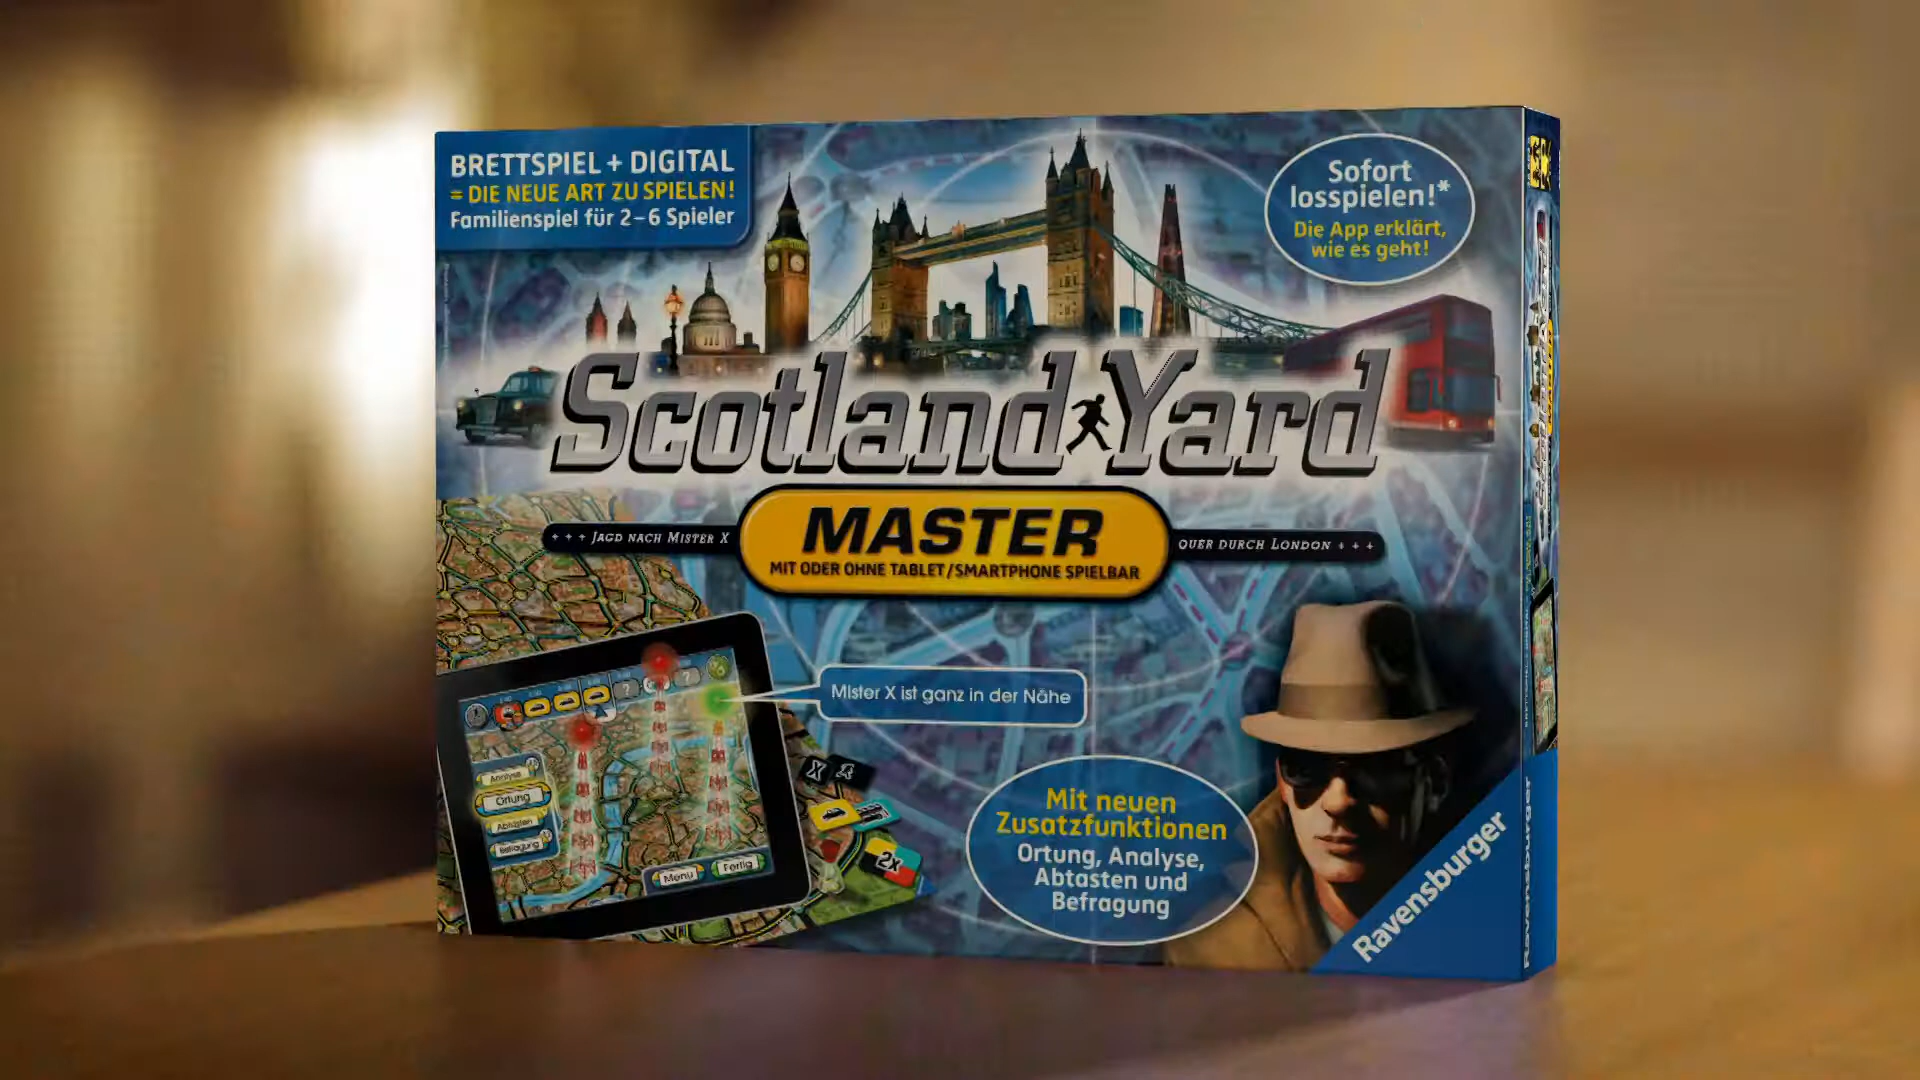 BRETTSPIEL + DIGITAL
= DIE NEUE ART ZU SPIELEN!
Familienspiel für 2–6 Spieler
Sofort
losspielen!*
Die App erklärt,
wie es geht!
Scotland Yard
MASTER
MIT ODER OHNE TABLET/SMARTPHONE SPIELBAR
+ + + JAGD NACH MISTER X
QUER DURCH LONDON + + +
Mister X ist ganz in der Nähe
Analyse
Ortung
Abtasten
Befragung
Menü
Fertig
X
2x
Mit neuen
Zusatzfunktionen
Ortung, Analyse,
Abtasten und
Befragung
Ravensburger
Ravensburger